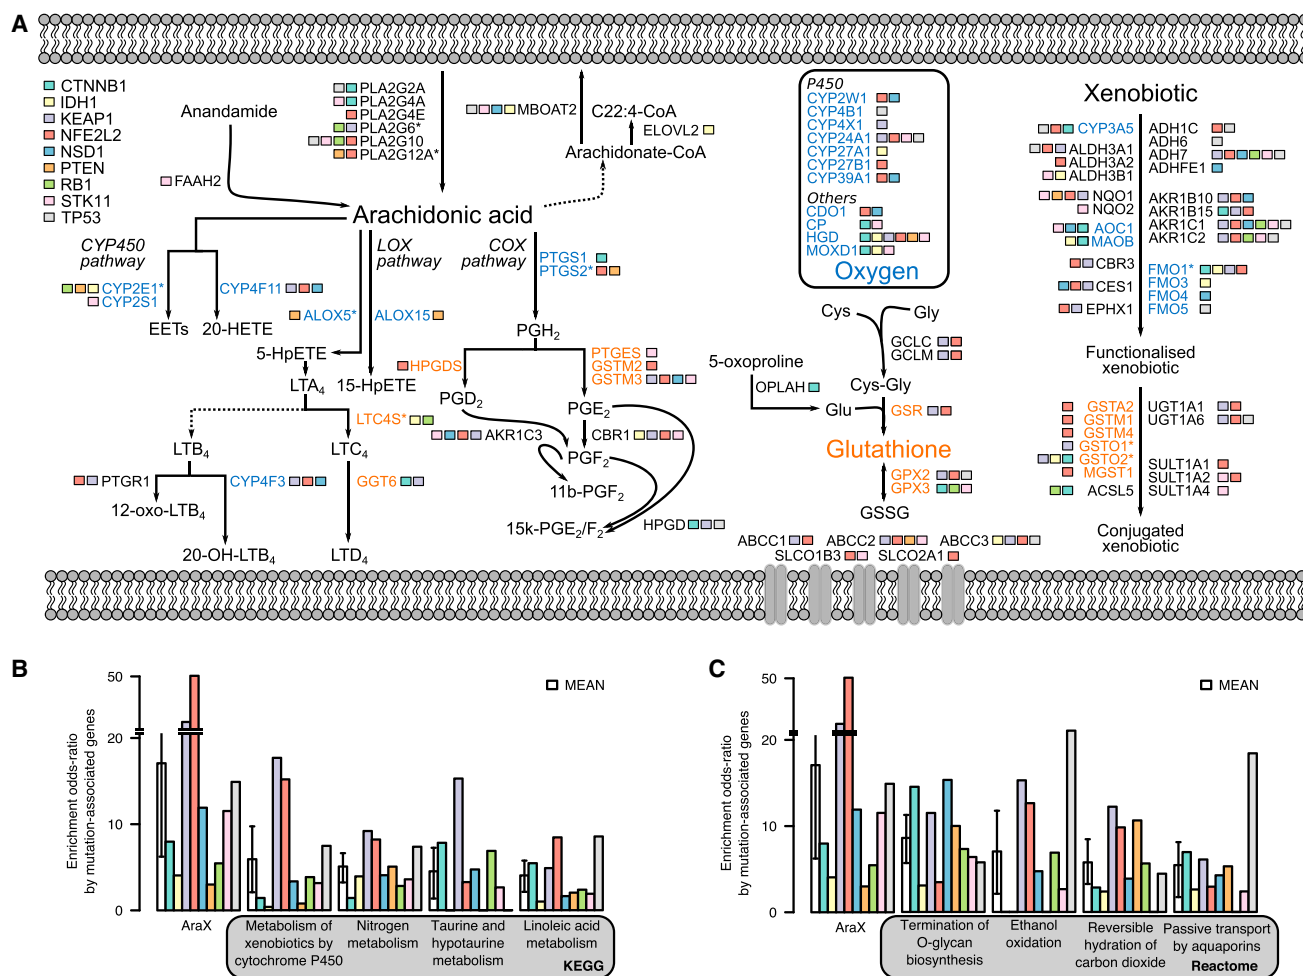 A
CTNNB1
IDH1
KEAP1
NFE2L2
NSD1
PTEN
RB1
STK11
TP53
Anandamide
FAAH2
PLA2G2A
PLA2G4A
PLA2G4E
PLA2G6*
PLA2G10
PLA2G12A*
MBOAT2
C22:4-CoA
ELOVL2
Arachidonate-CoA
Arachidonic acid
CYP450
pathway
LOX
pathway
COX
pathway
CYP2E1*
CYP2S1
CYP4F11
EETs
20-HETE
ALOX5*
ALOX15
PTGS1
PTGS2*
5-HpETE
LTA4
15-HpETE
PGH2
HPGDS
PTGES
GSTM2
GSTM3
PGD2
PGE2
LTC4S*
LTB4
LTC4
AKR1C3
CBR1
PGF2
11b-PGF2
15k-PGE2/F2
HPGD
PTGR1
CYP4F3
GGT6
12-oxo-LTB4
20-OH-LTB4
LTD4
P450
CYP2W1
CYP4B1
CYP4X1
CYP24A1
CYP27A1
CYP27B1
CYP39A1
Others
CDO1
CP
HGD
MOXD1
Oxygen
Cys
Gly
GCLC
GCLM
5-oxoproline
OPLAH
Cys-Gly
Glu
GSR
Glutathione
GPX2
GPX3
GSSG
ABCC1
ABCC2
ABCC3
SLCO1B3
SLCO2A1
Xenobiotic
CYP3A5
ALDH3A1
ALDH3A2
ALDH3B1
NQO1
NQO2
AOC1
MAOB
CBR3
CES1
EPHX1
ADH1C
ADH6
ADH7
ADHFE1
AKR1B10
AKR1B15
AKR1C1
AKR1C2
FMO1*
FMO3
FMO4
FMO5
Functionalised
xenobiotic
GSTA2
GSTM1
GSTM4
GSTO1*
GSTO2*
MGST1
ACSL5
UGT1A1
UGT1A6
SULT1A1
SULT1A2
SULT1A4
Conjugated
xenobiotic
B
Enrichment odds-ratio
by mutation-associated genes
50
20
10
0
MEAN
AraX
Metabolism of
xenobiotics by
cytochrome P450
Nitrogen
metabolism
Taurine and
hypotaurine
metabolism
Linoleic acid
metabolism
KEGG
C
Enrichment odds-ratio
by mutation-associated genes
50
20
10
0
MEAN
AraX
Termination of
O-glycan
biosynthesis
Ethanol
oxidation
Reversible
hydration of
carbon dioxide
Passive transport
by aquaporins
Reactome